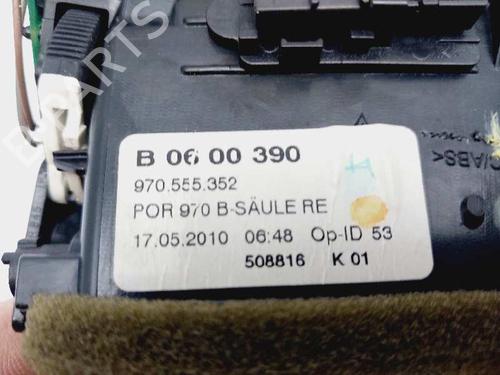 B 06 00 390
970.555.352
POR 970 B-SÄULE RE
17.05.2010 06:48 Op-ID 53
508816 K 01
B-PARTS